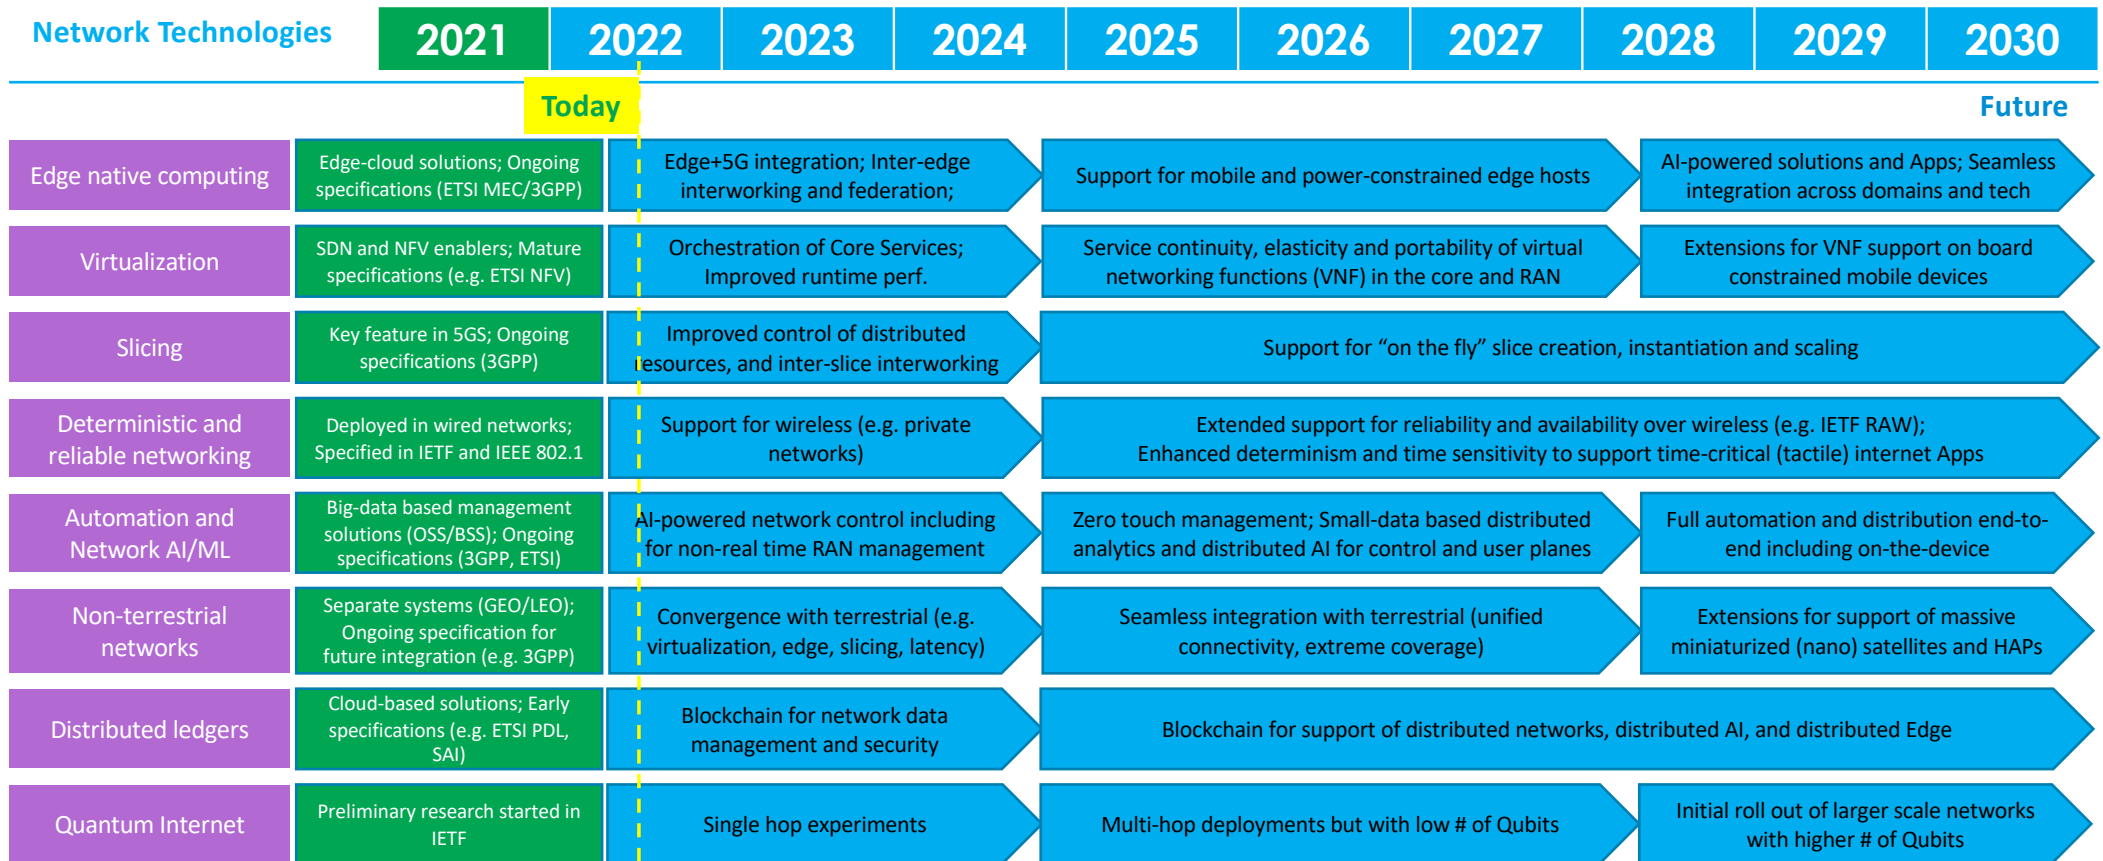 Network Technologies
2021
2022
2023
2024
2025
2026
2027
2028
2029
2030
Today
Future
Edge native computing
Edge-cloud solutions; Ongoing
specifications (ETSI MEC/3GPP)
Edge+5G integration; Inter-edge
interworking and federation;
Support for mobile and power-constrained edge hosts
AI-powered solutions and Apps; Seamless
integration across domains and tech
Virtualization
SDN and NFV enablers; Mature
specifications (e.g. ETSI NFV)
Orchestration of Core Services;
Improved runtime perf.
Service continuity, elasticity and portability of virtual
networking functions (VNF) in the core and RAN
Extensions for VNF support on board
constrained mobile devices
Slicing
Key feature in 5GS; Ongoing
specifications (3GPP)
Improved control of distributed
resources, and inter-slice interworking
Support for “on the fly” slice creation, instantiation and scaling
Deterministic and
reliable networking
Deployed in wired networks;
Specified in IETF and IEEE 802.1
Support for wireless (e.g. private
networks)
Extended support for reliability and availability over wireless (e.g. IETF RAW);
Enhanced determinism and time sensitivity to support time-critical (tactile) internet Apps
Automation and
Network AI/ML
Big-data based management
solutions (OSS/BSS); Ongoing
specifications (3GPP, ETSI)
AI-powered network control including
for non-real time RAN management
Zero touch management; Small-data based distributed
analytics and distributed AI for control and user planes
Full automation and distribution end-to-
end including on-the-device
Non-terrestrial
networks
Separate systems (GEO/LEO);
Ongoing specification for
future integration (e.g. 3GPP)
Convergence with terrestrial (e.g.
virtualization, edge, slicing, latency)
Seamless integration with terrestrial (unified
connectivity, extreme coverage)
Extensions for support of massive
miniaturized (nano) satellites and HAPs
Distributed ledgers
Cloud-based solutions; Early
specifications (e.g. ETSI PDL,
SAI)
Blockchain for network data
management and security
Blockchain for support of distributed networks, distributed AI, and distributed Edge
Quantum Internet
Preliminary research started in
IETF
Single hop experiments
Multi-hop deployments but with low # of Qubits
Initial roll out of larger scale networks
with higher # of Qubits